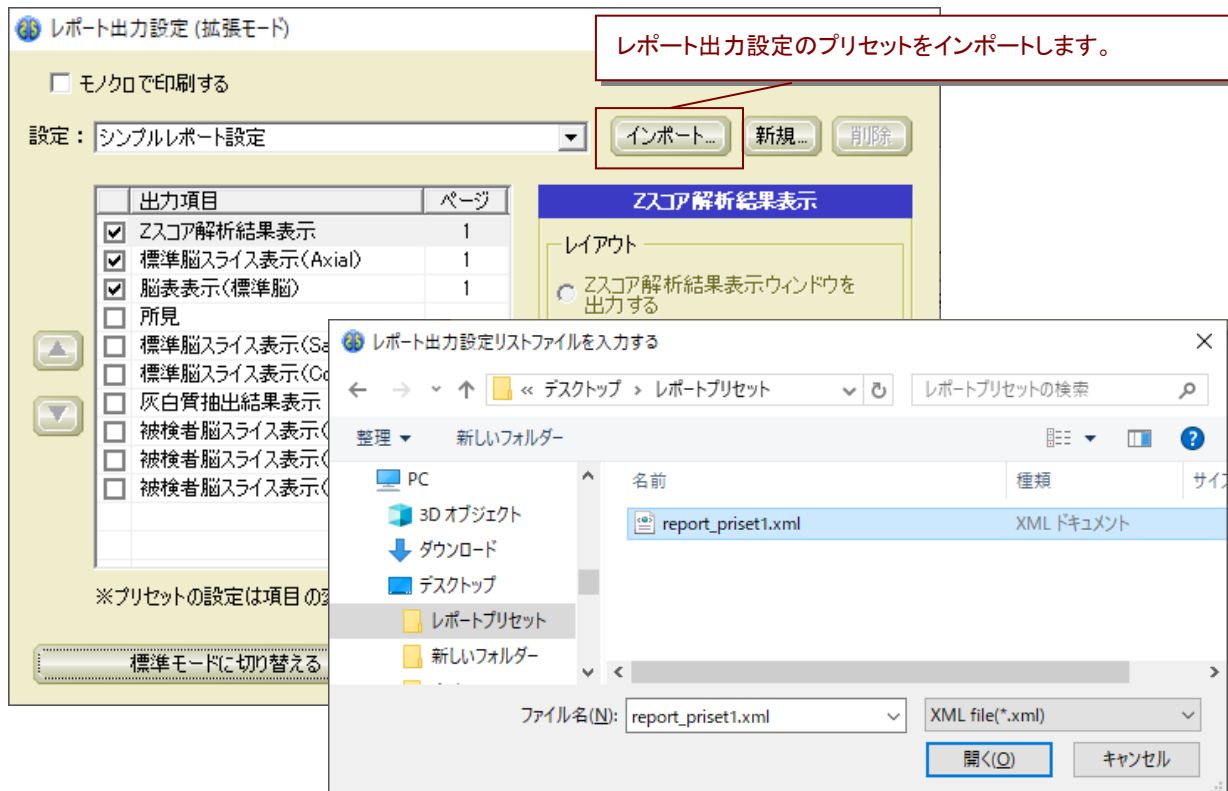 レポート出力設定 (拡張モード)
レポート出力設定のプリセットをインポートします。
モノクロで印刷する
設定： シンプルレポート設定 インポート... 新規... 削除
出力項目 ページ
Zスコア解析結果表示 1
標準脳スライス表示(Axial) 1
脳表表示(標準脳) 1
所見
標準脳スライス表示(Sa
標準脳スライス表示(Co
灰白質抽出結果表示
被検者脳スライス表示(
被検者脳スライス表示(
被検者脳スライス表示(
※プリセットの設定は項目の変
標準モードに切り替える
Zスコア解析結果表示
レイアウト
Zスコア解析結果表示ウィンドウを
出力する
レポート出力設定リストファイルを入力する
« デスクトップ › レポートプリセット レポートプリセットの検索
整理 新しいフォルダー
PC
3D オブジェクト
ダウンロード
デスクトップ
レポートプリセット
新しいフォルダー
名前 種類 サイズ
report_priset1.xml XML ドキュメント
ファイル名(N): report_priset1.xml XML file(*.xml)
開く(O) キャンセル